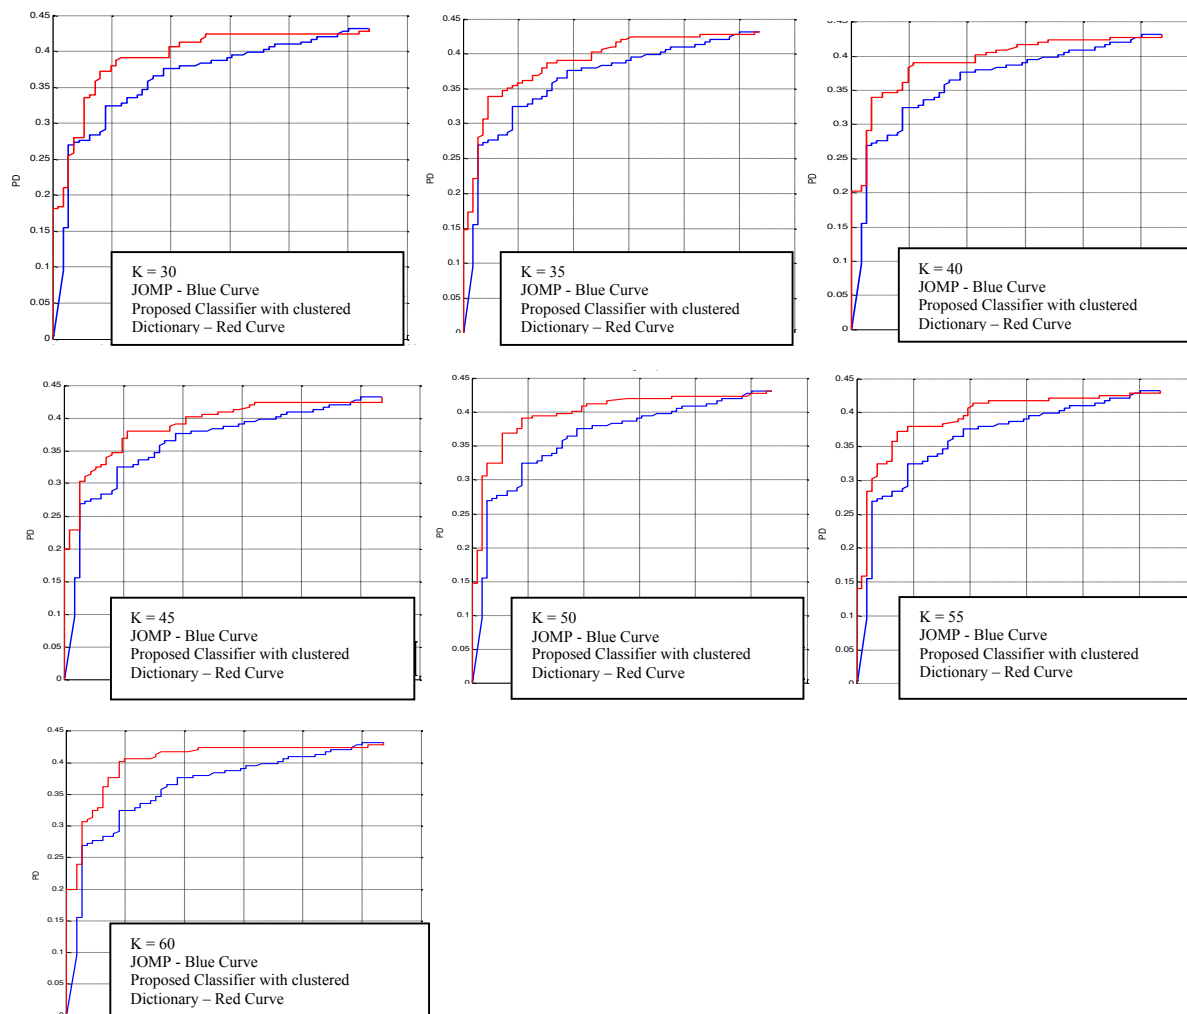 0.45
0.4
0.35
0.3
0.25
0.2
0.15
0.1
0.05
0
PD
K = 30
JOMP - Blue Curve
Proposed Classifier with clustered
Dictionary – Red Curve
0.45
0.4
0.35
0.3
0.25
0.2
0.15
0.1
0.05
0
PD
K = 35
JOMP - Blue Curve
Proposed Classifier with clustered
Dictionary – Red Curve
0.45
0.4
0.35
0.3
0.25
0.2
0.15
0.1
0.05
0
PD
K = 40
JOMP - Blue Curve
Proposed Classifier with clustered
Dictionary – Red Curve
0.45
0.4
0.35
0.3
0.25
0.2
0.15
0.1
0.05
0
PD
K = 45
JOMP - Blue Curve
Proposed Classifier with clustered
Dictionary – Red Curve
0.45
0.4
0.35
0.3
0.25
0.2
0.15
0.1
0.05
0
PD
K = 50
JOMP - Blue Curve
Proposed Classifier with clustered
Dictionary – Red Curve
0.45
0.4
0.35
0.3
0.25
0.2
0.15
0.1
0.05
0
PD
K = 55
JOMP - Blue Curve
Proposed Classifier with clustered
Dictionary – Red Curve
0.45
0.4
0.35
0.3
0.25
0.2
0.15
0.1
0.05
0
PD
K = 60
JOMP - Blue Curve
Proposed Classifier with clustered
Dictionary – Red Curve